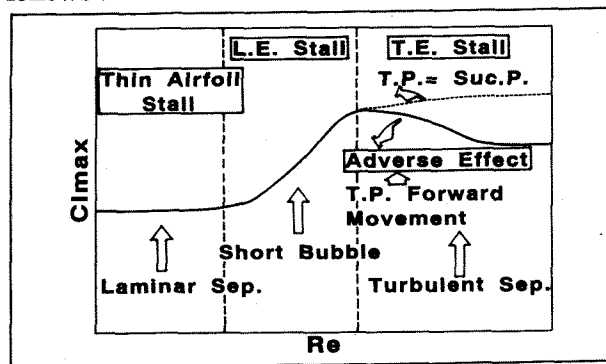 L.E. Stall
T.E. Stall
Thin Airfoil
Stall
T.P.= Suc.P.
Adverse Effect
T.P. Forward
Movement
Short Bubble
Laminar Sep.
Turbulent Sep.
Clmax
Re